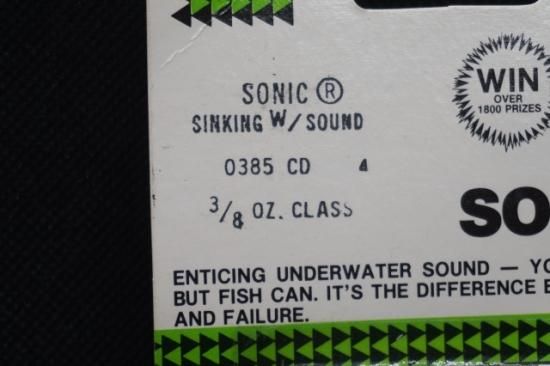 SONIC ®
SINKING W/SOUND
0385 CD 4
3/8 OZ. CLASS
WIN
OVER
1800 PRIZES
SO
ENTICING UNDERWATER SOUND — YO
BUT FISH CAN. IT'S THE DIFFERENCE B
AND FAILURE.